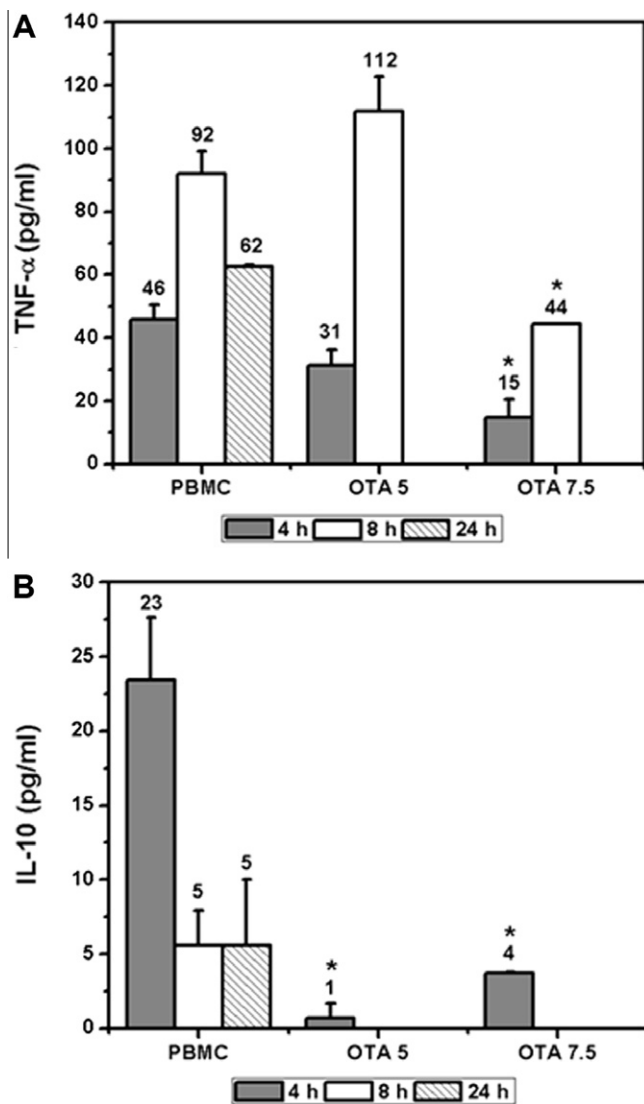 A
TNF-α (pg/ml)
140
120
100
80
60
40
20
0
46
92
62
31
112
*
15
*
44
PBMC
OTA 5
OTA 7.5
4 h 8 h 24 h
B
IL-10 (pg/ml)
30
25
20
15
10
5
0
23
5
5
*
1
*
4
PBMC
OTA 5
OTA 7.5
4 h 8 h 24 h